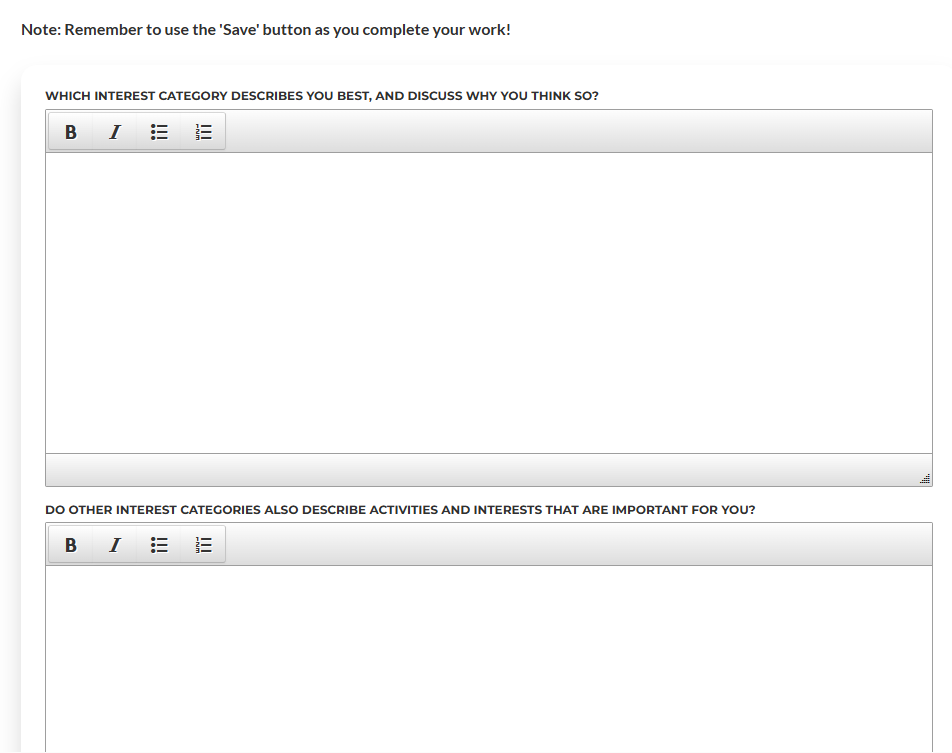 Note: Remember to use the 'Save' button as you complete your work!
WHICH INTEREST CATEGORY DESCRIBES YOU BEST, AND DISCUSS WHY YOU THINK SO?
B I
DO OTHER INTEREST CATEGORIES ALSO DESCRIBE ACTIVITIES AND INTERESTS THAT ARE IMPORTANT FOR YOU?
B I